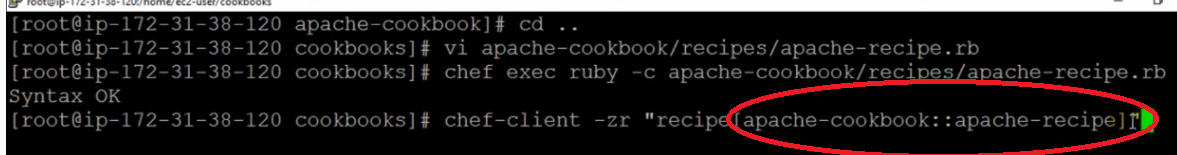 root@ip-172-31-38-120:/home/ec2-user/cookbooks
[root@ip-172-31-38-120 apache-cookbook]# cd ..
[root@ip-172-31-38-120 cookbooks]# vi apache-cookbook/recipes/apache-recipe.rb
[root@ip-172-31-38-120 cookbooks]# chef exec ruby -c apache-cookbook/recipes/apache-recipe.rb
Syntax OK
[root@ip-172-31-38-120 cookbooks]# chef-client -zr "recipe[apache-cookbook::apache-recipe]"